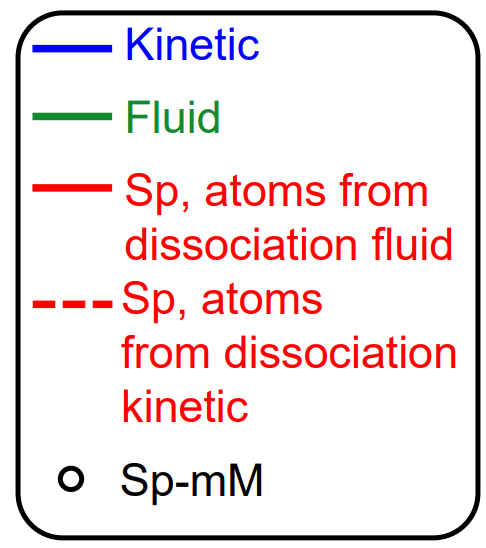 Kinetic
Fluid
Sp, atoms from
dissociation fluid
Sp, atoms
from dissociation
kinetic
Sp-mM